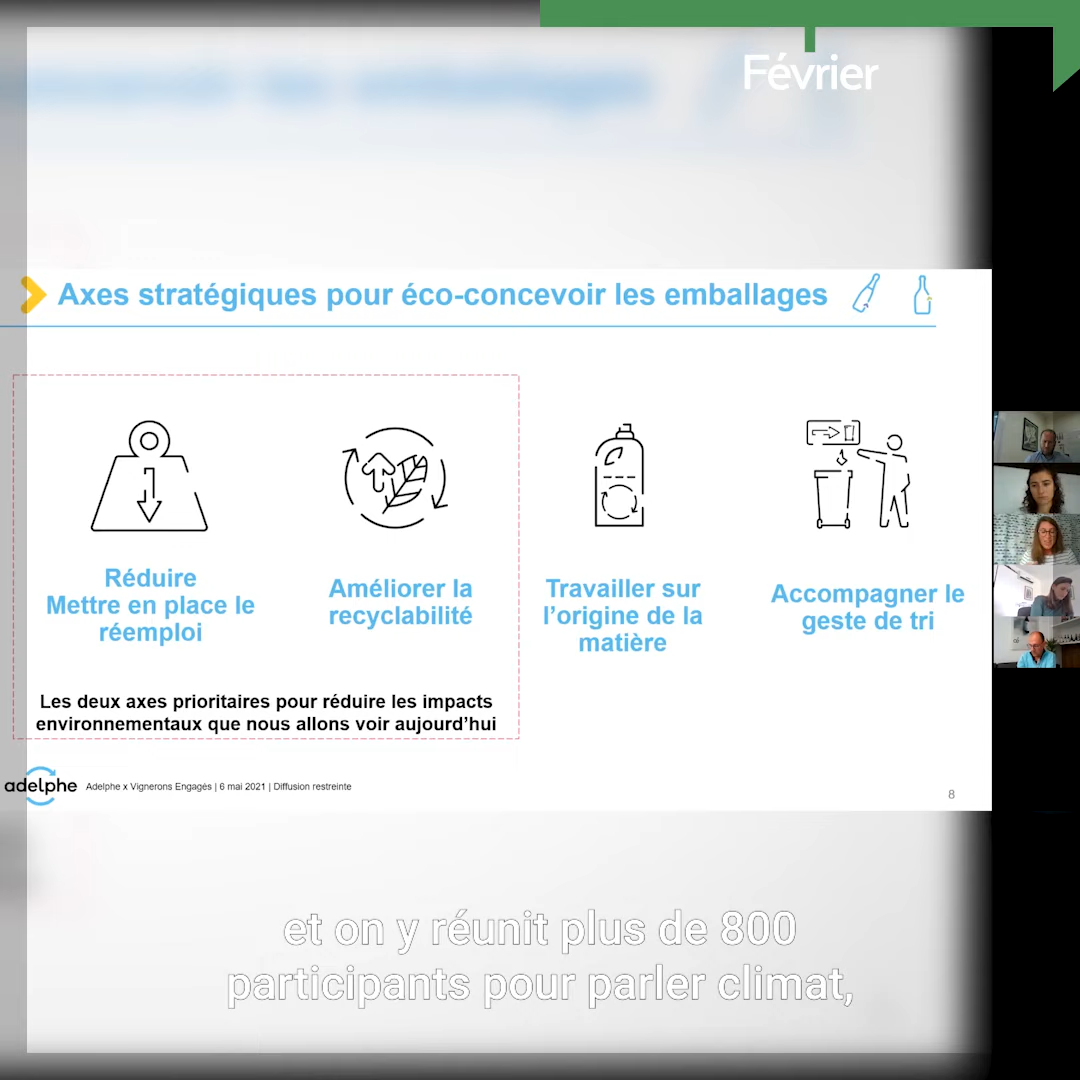 Février
Axes stratégiques pour éco-concevoir les emballages
Réduire
Mettre en place le
réemploi
Améliorer la
recyclabilité
Travailler sur
l'origine de la
matière
Accompagner le
geste de tri
Les deux axes prioritaires pour réduire les impacts
environnementaux que nous allons voir aujourd'hui
adelphe
Adelphe x Vignerons Engagés | 6 mai 2021 | Diffusion restreinte
8
et on y réunit plus de 800
participants pour parler climat,